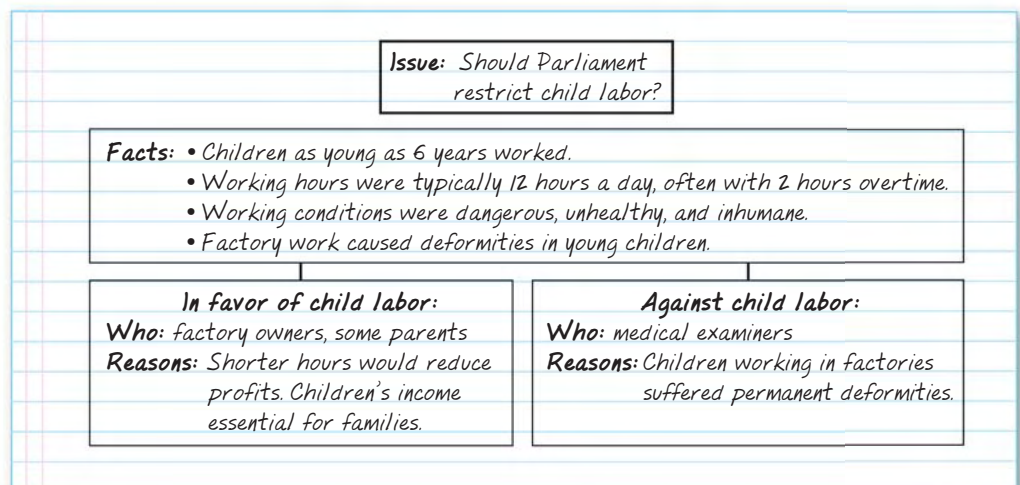 Issue: Should Parliament
restrict child labor?
Facts: • Children as young as 6 years worked.
• Working hours were typically 12 hours a day, often with 2 hours overtime.
• Working conditions were dangerous, unhealthy, and inhumane.
• Factory work caused deformities in young children.
In favor of child labor:
Who: factory owners, some parents
Reasons: Shorter hours would reduce
profits. Children's income
essential for families.
Against child labor:
Who: medical examiners
Reasons: Children working in factories
suffered permanent deformities.